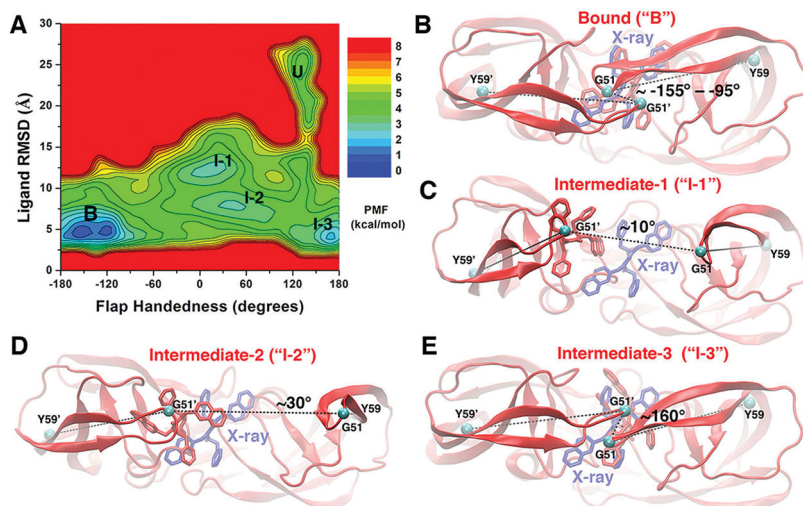 A
30
25
20
15
10
5
0
Ligand RMSD (Å)
-180 -120 -60 0 60 120 180
Flap Handedness (degrees)
U
I-1
I-2
B
I-3
8
7
6
5
4
3
2
1
0
PMF
(kcal/mol)
B
Bound ("B")
X-ray
Y59'
G51
Y59
G51'
~ -155° – -95°
C
Intermediate-1 ("I-1")
G51'
~10°
Y59'
X-ray
G51
Y59
D
Intermediate-2 ("I-2")
Y59'
G51'
~30°
Y59
G51
X-ray
E
Intermediate-3 ("I-3")
Y59'
G51'
~160°
Y59
G51
X-ray